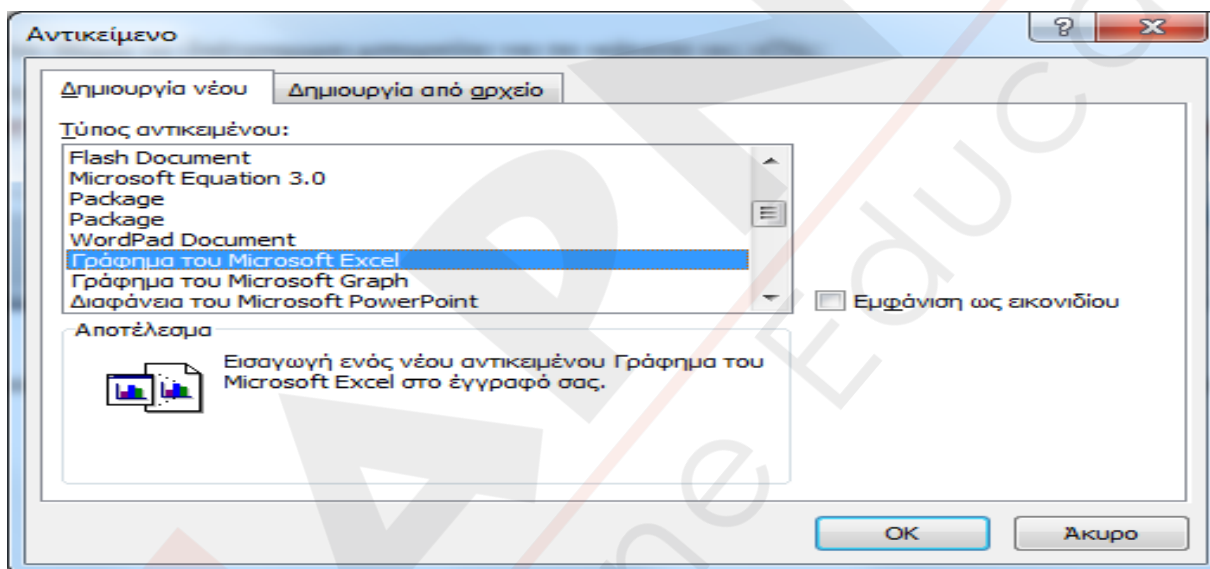 Αντικείμενο
Δημιουργία νέου
Δημιουργία από αρχείο
Τύπος αντικειμένου:
Flash Document
Microsoft Equation 3.0
Package
Package
WordPad Document
Γράφημα του Microsoft Excel
Γράφημα του Microsoft Graph
Διαφάνεια του Microsoft PowerPoint
Εμφάνιση ως εικονιδίου
Αποτέλεσμα
Εισαγωγή ενός νέου αντικειμένου Γράφημα του
Microsoft Excel στο έγγραφό σας.
OK
Άκυρο